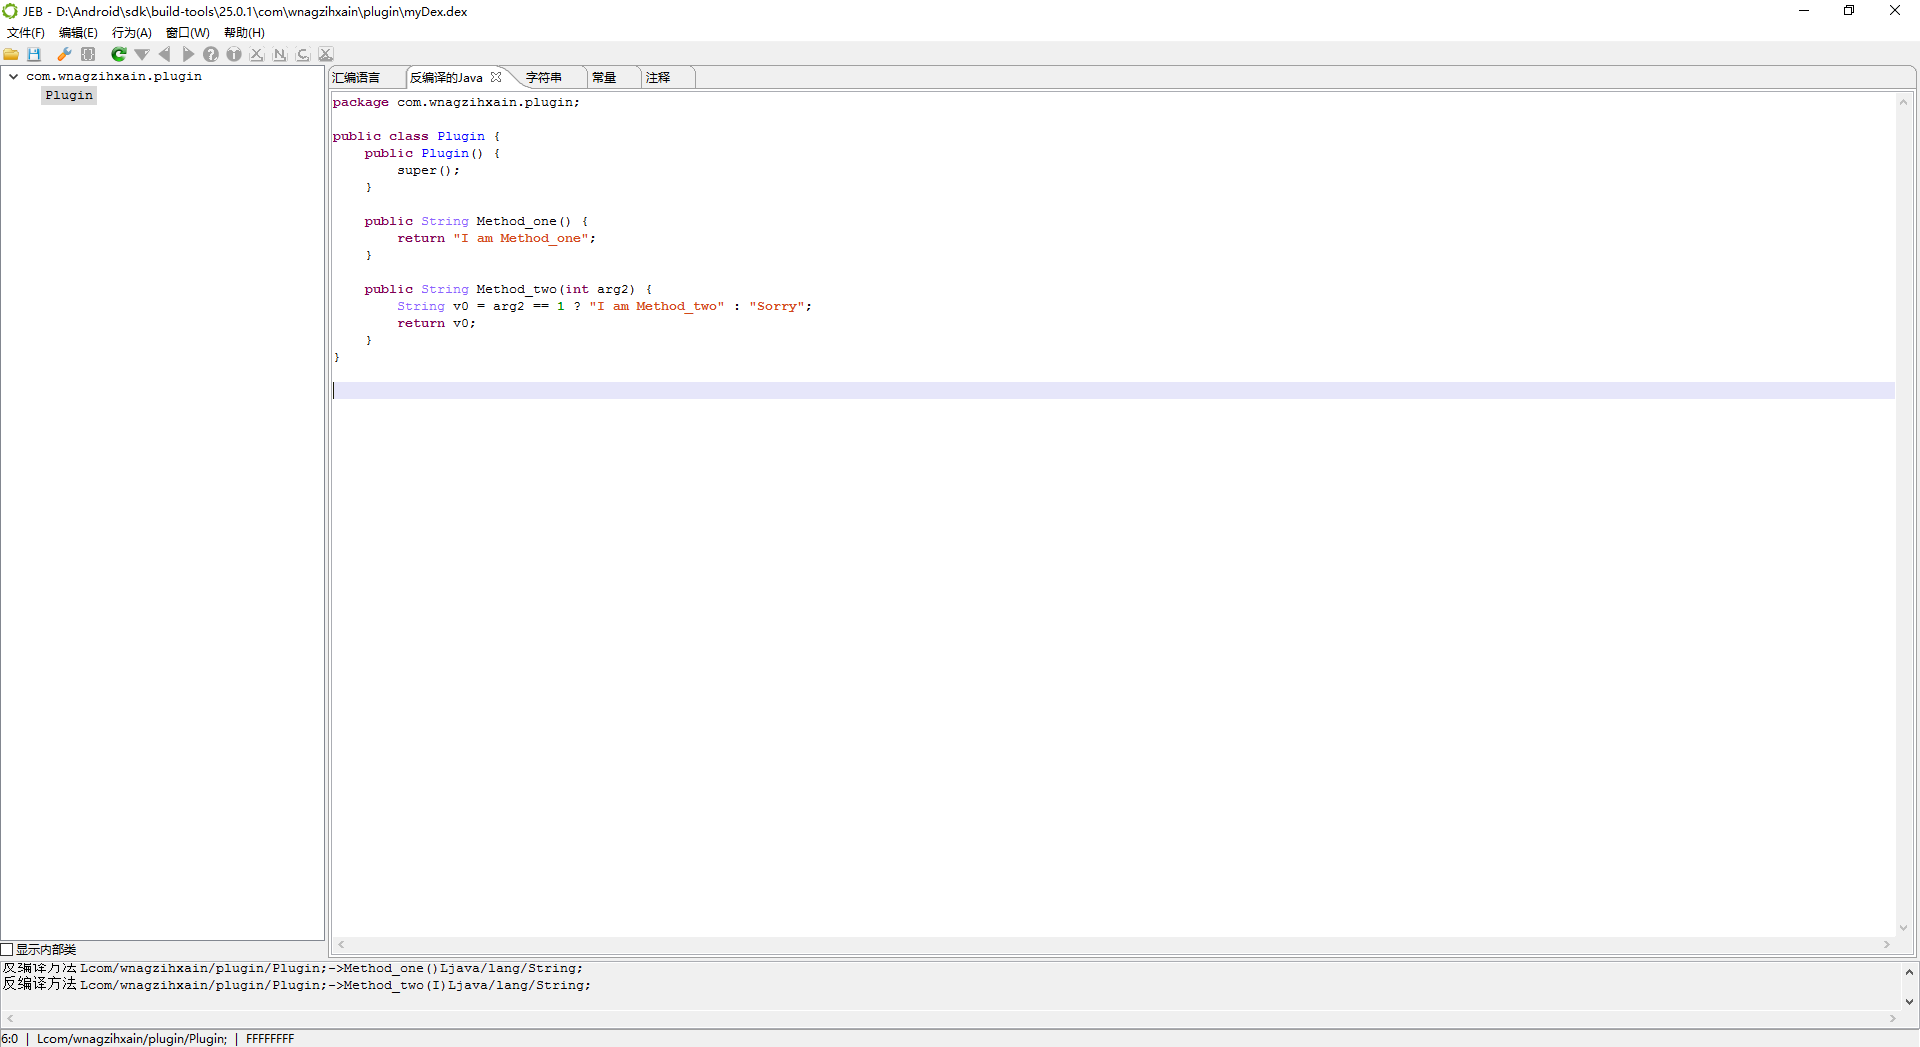 JEB - D:\Android\sdk\build-tools\25.0.1\com\wnagzihxain\plugin\myDex.dex
文件(F) 编辑(E) 行为(A) 窗口(W) 帮助(H)
com.wnagzihxain.plugin
Plugin
汇编语言 反编译的Java 字符串 常量 注释
package com.wnagzihxain.plugin;
public class Plugin {
    public Plugin() {
        super();
    }
    public String Method_one() {
        return "I am Method_one";
    }
    public String Method_two(int arg2) {
        String v0 = arg2 == 1 ? "I am Method_two" : "Sorry";
        return v0;
    }
}
显示内部类
反编译方法 Lcom/wnagzihxain/plugin/Plugin;->Method_one()Ljava/lang/String;
反编译方法 Lcom/wnagzihxain/plugin/Plugin;->Method_two(I)Ljava/lang/String;
6:0 | Lcom/wnagzihxain/plugin/Plugin; | FFFFFFFF